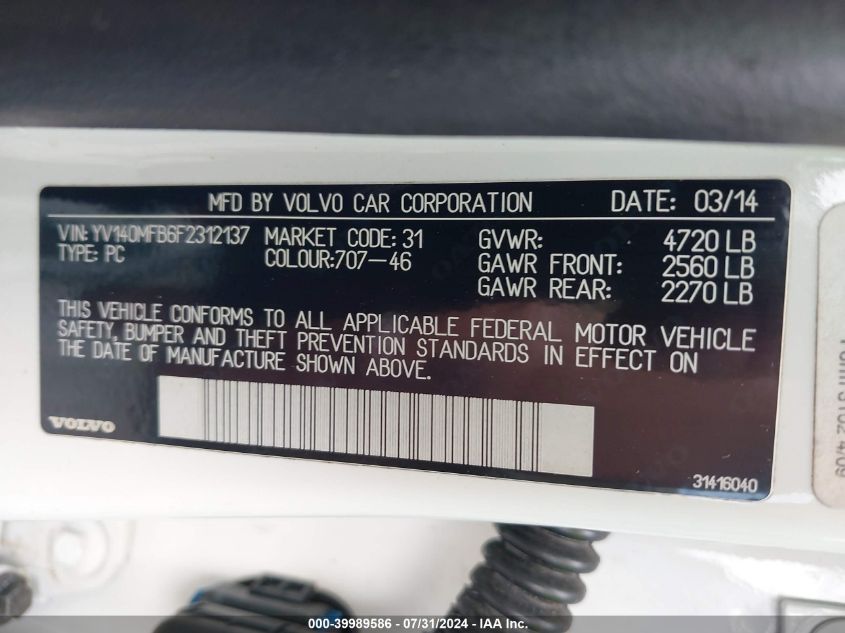 MFD BY VOLVO CAR CORPORATION DATE: 03/14
VIN: YV140MFB6F2312137 MARKET CODE: 31 GVWR: 4720 LB
TYPE: PC COLOUR:707-46 GAWR FRONT: 2560 LB
GAWR REAR: 2270 LB
THIS VEHICLE CONFORMS TO ALL APPLICABLE FEDERAL MOTOR VEHICLE
SAFETY, BUMPER AND THEFT PREVENTION STANDARDS IN EFFECT ON
THE DATE OF MANUFACTURE SHOWN ABOVE.
VOLVO
31416040
000-39989586 - 07/31/2024 - IAA Inc.